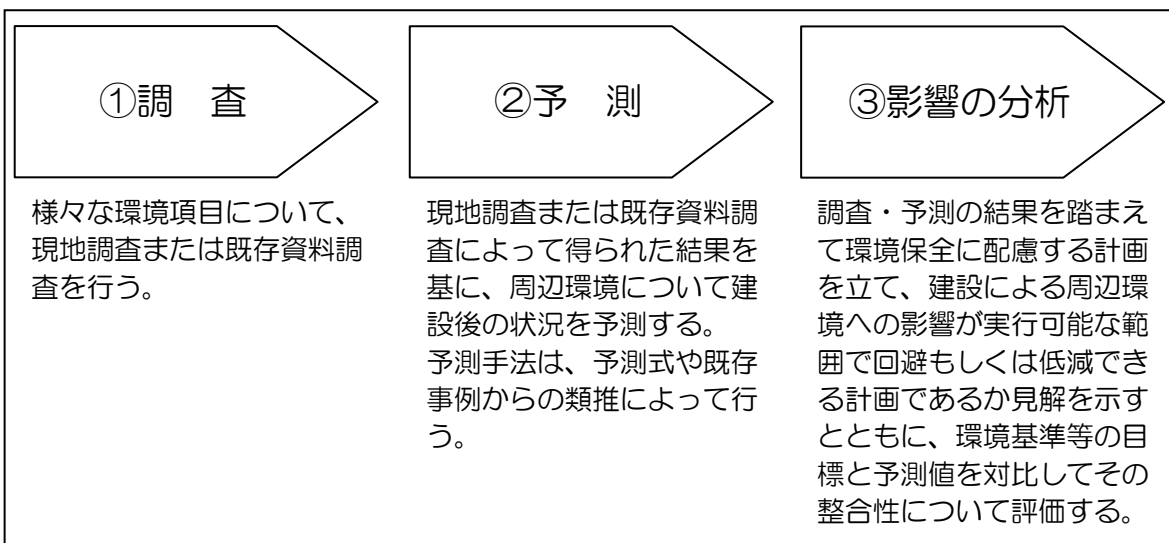 ①調　査
様々な環境項目について、
現地調査または既存資料調
査を行う。
②予　測
現地調査または既存資料調
査によって得られた結果を
基に、周辺環境について建
設後の状況を予測する。
予測手法は、予測式や既存
事例からの類推によって行
う。
③影響の分析
調査・予測の結果を踏まえ
て環境保全に配慮する計画
を立て、建設による周辺環
境への影響が実行可能な範
囲で回避もしくは低減でき
る計画であるか見解を示す
とともに、環境基準等の目
標と予測値を対比してその
整合性について評価する。